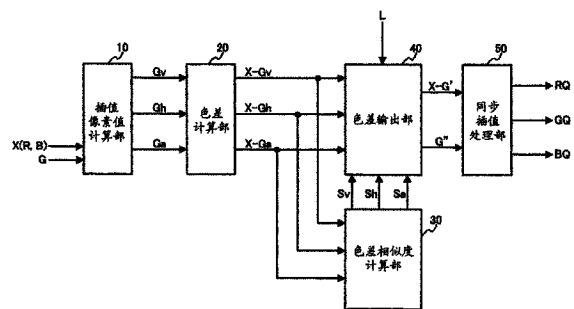 10
插值
像素值
计算部
X(R, B)
G
Gv
Gh
Ga
20
色差
计算部
X-Gv
X-Gh
X-Ga
L
40
色差输出部
Sv
Sh
Sa
30
色差相似度
计算部
X-G'
G"
50
同步
插值
处理部
RQ
GQ
BQ